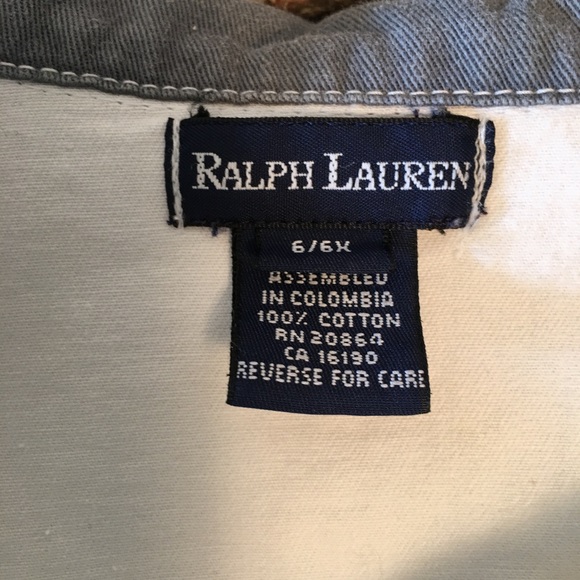 RALPH LAUREN
6/6X
ASSEMBLED
IN COLOMBIA
100% COTTON
RN 20864
CA 16190
REVERSE FOR CARE